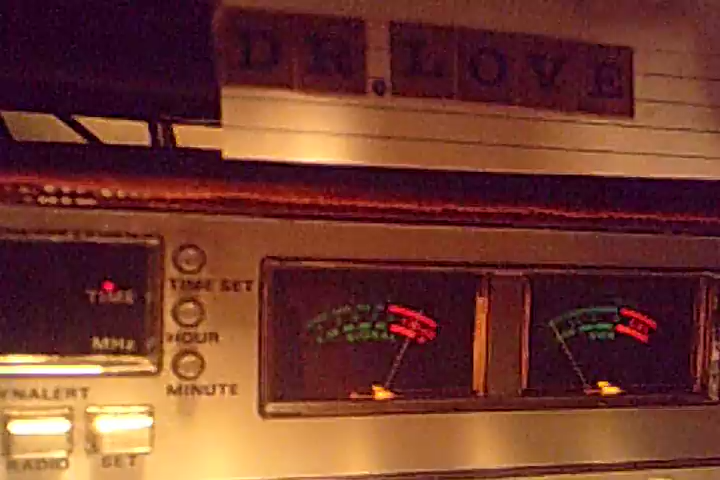 DR.LOVE
TIME SET
TIME
HOUR
MHz
MINUTE
RADIO
SET